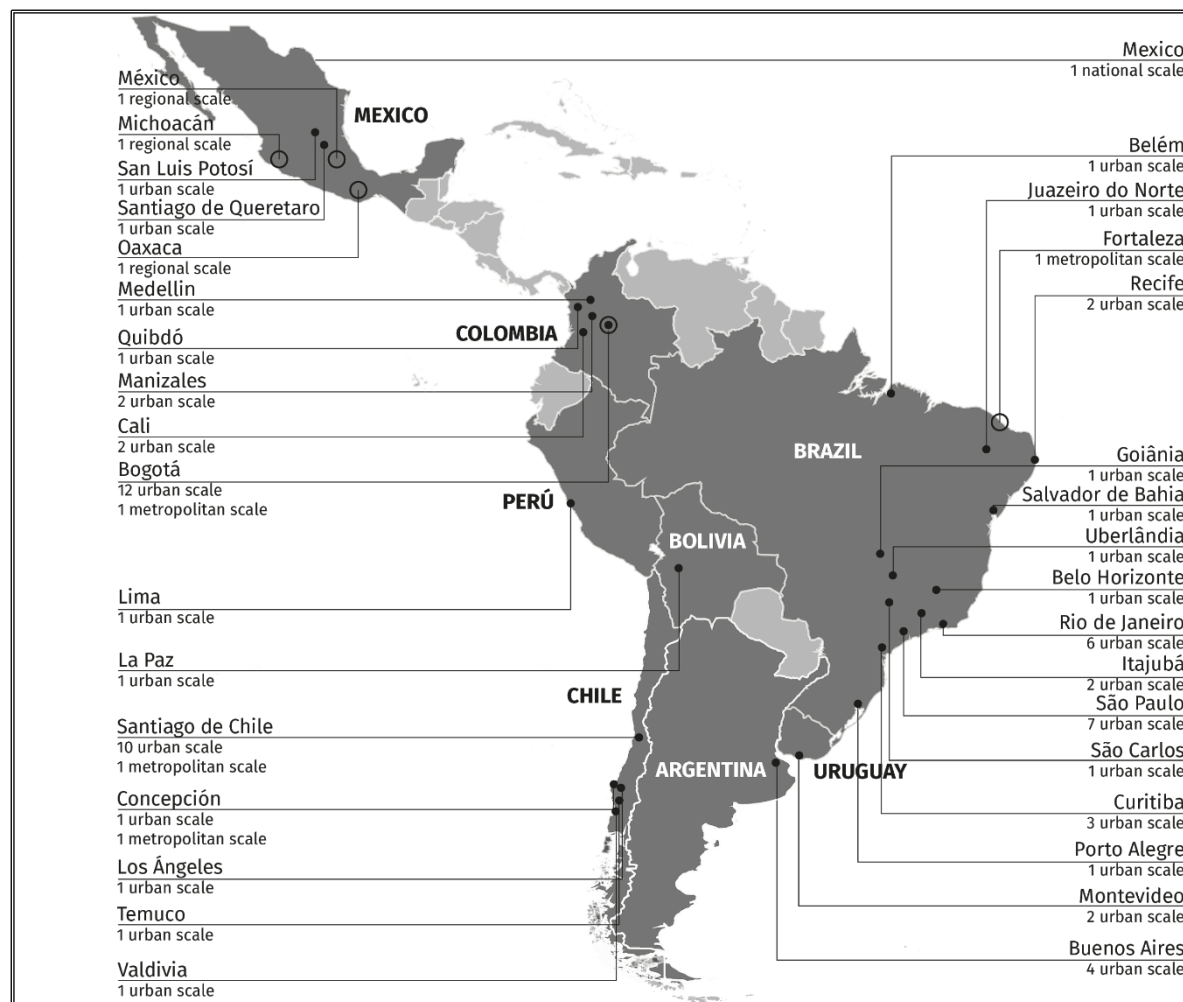 México
1 regional scale
Michoacán
1 regional scale
San Luis Potosí
1 urban scale
Santiago de Queretaro
1 urban scale
Oaxaca
1 regional scale
Medellin
1 urban scale
Quibdó
1 urban scale
Manizales
2 urban scale
Cali
2 urban scale
Bogotá
12 urban scale
1 metropolitan scale
Lima
1 urban scale
La Paz
1 urban scale
Santiago de Chile
10 urban scale
1 metropolitan scale
Concepción
1 urban scale
1 metropolitan scale
Los Ángeles
1 urban scale
Temuco
1 urban scale
Valdivia
1 urban scale
MEXICO
COLOMBIA
PERÚ
BRAZIL
BOLIVIA
CHILE
ARGENTINA
URUGUAY
Mexico
1 national scale
Belém
1 urban scale
Juazeiro do Norte
1 urban scale
Fortaleza
1 metropolitan scale
Recife
2 urban scale
Goiânia
1 urban scale
Salvador de Bahia
1 urban scale
Uberlândia
1 urban scale
Belo Horizonte
1 urban scale
Rio de Janeiro
6 urban scale
Itajubá
2 urban scale
São Paulo
7 urban scale
São Carlos
1 urban scale
Curitiba
3 urban scale
Porto Alegre
1 urban scale
Montevideo
2 urban scale
Buenos Aires
4 urban scale